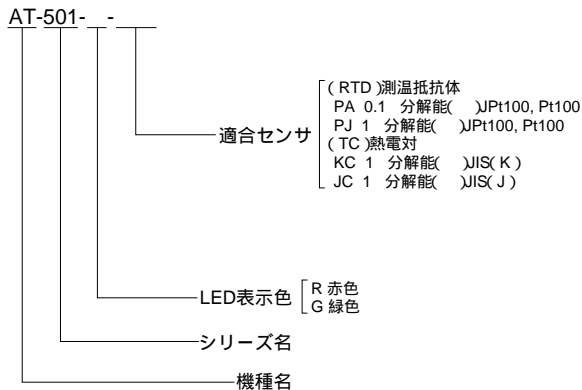 AT-501- -
(RTD)測温抵抗体
PA 0.1 分解能( )JPt100, Pt100
PJ 1 分解能( )JPt100, Pt100
適合センサ
(TC)熱電対
KC 1 分解能( )JIS(K)
JC 1 分解能( )JIS(J)
LED表示色
R 赤色
G 緑色
シリーズ名
機種名